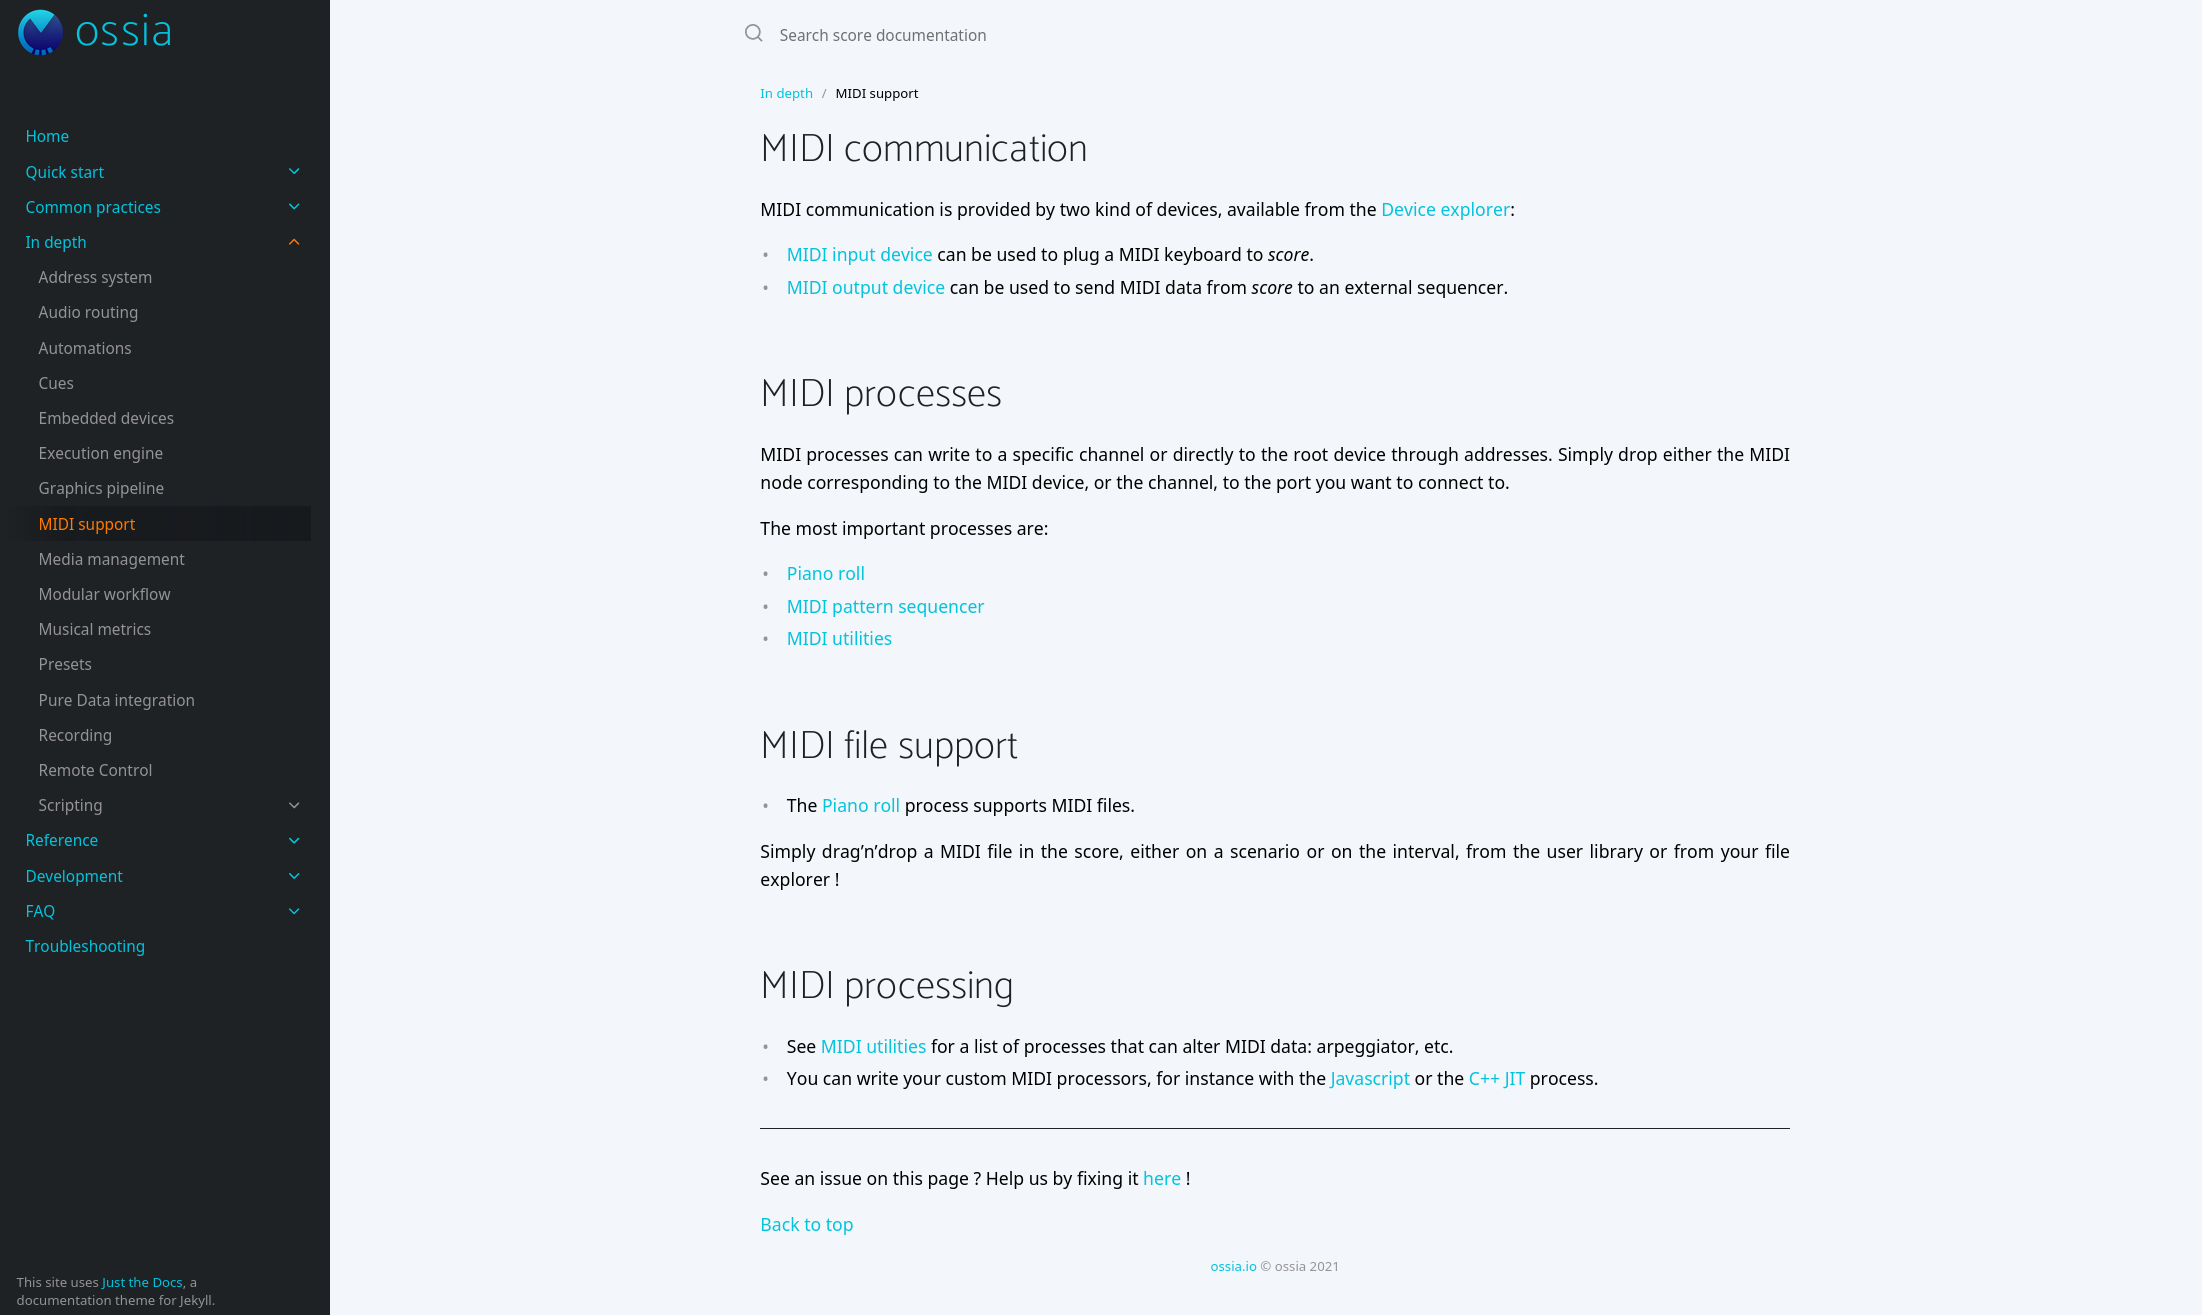 ossia
Home
Quick start
Common practices
In depth
Address system
Audio routing
Automations
Cues
Embedded devices
Execution engine
Graphics pipeline
MIDI support
Media management
Modular workflow
Musical metrics
Presets
Pure Data integration
Recording
Remote Control
Scripting
Reference
Development
FAQ
Troubleshooting
This site uses Just the Docs, a
documentation theme for Jekyll.
Search score documentation
In depth / MIDI support
MIDI communication
MIDI communication is provided by two kind of devices, available from the Device explorer:
• MIDI input device can be used to plug a MIDI keyboard to score.
• MIDI output device can be used to send MIDI data from score to an external sequencer.
MIDI processes
MIDI processes can write to a specific channel or directly to the root device through addresses. Simply drop either the MIDI
node corresponding to the MIDI device, or the channel, to the port you want to connect to.
The most important processes are:
• Piano roll
• MIDI pattern sequencer
• MIDI utilities
MIDI file support
• The Piano roll process supports MIDI files.
Simply drag’n’drop a MIDI file in the score, either on a scenario or on the interval, from the user library or from your file
explorer !
MIDI processing
• See MIDI utilities for a list of processes that can alter MIDI data: arpeggiator, etc.
• You can write your custom MIDI processors, for instance with the Javascript or the C++ JIT process.
See an issue on this page ? Help us by fixing it here !
Back to top
ossia.io © ossia 2021